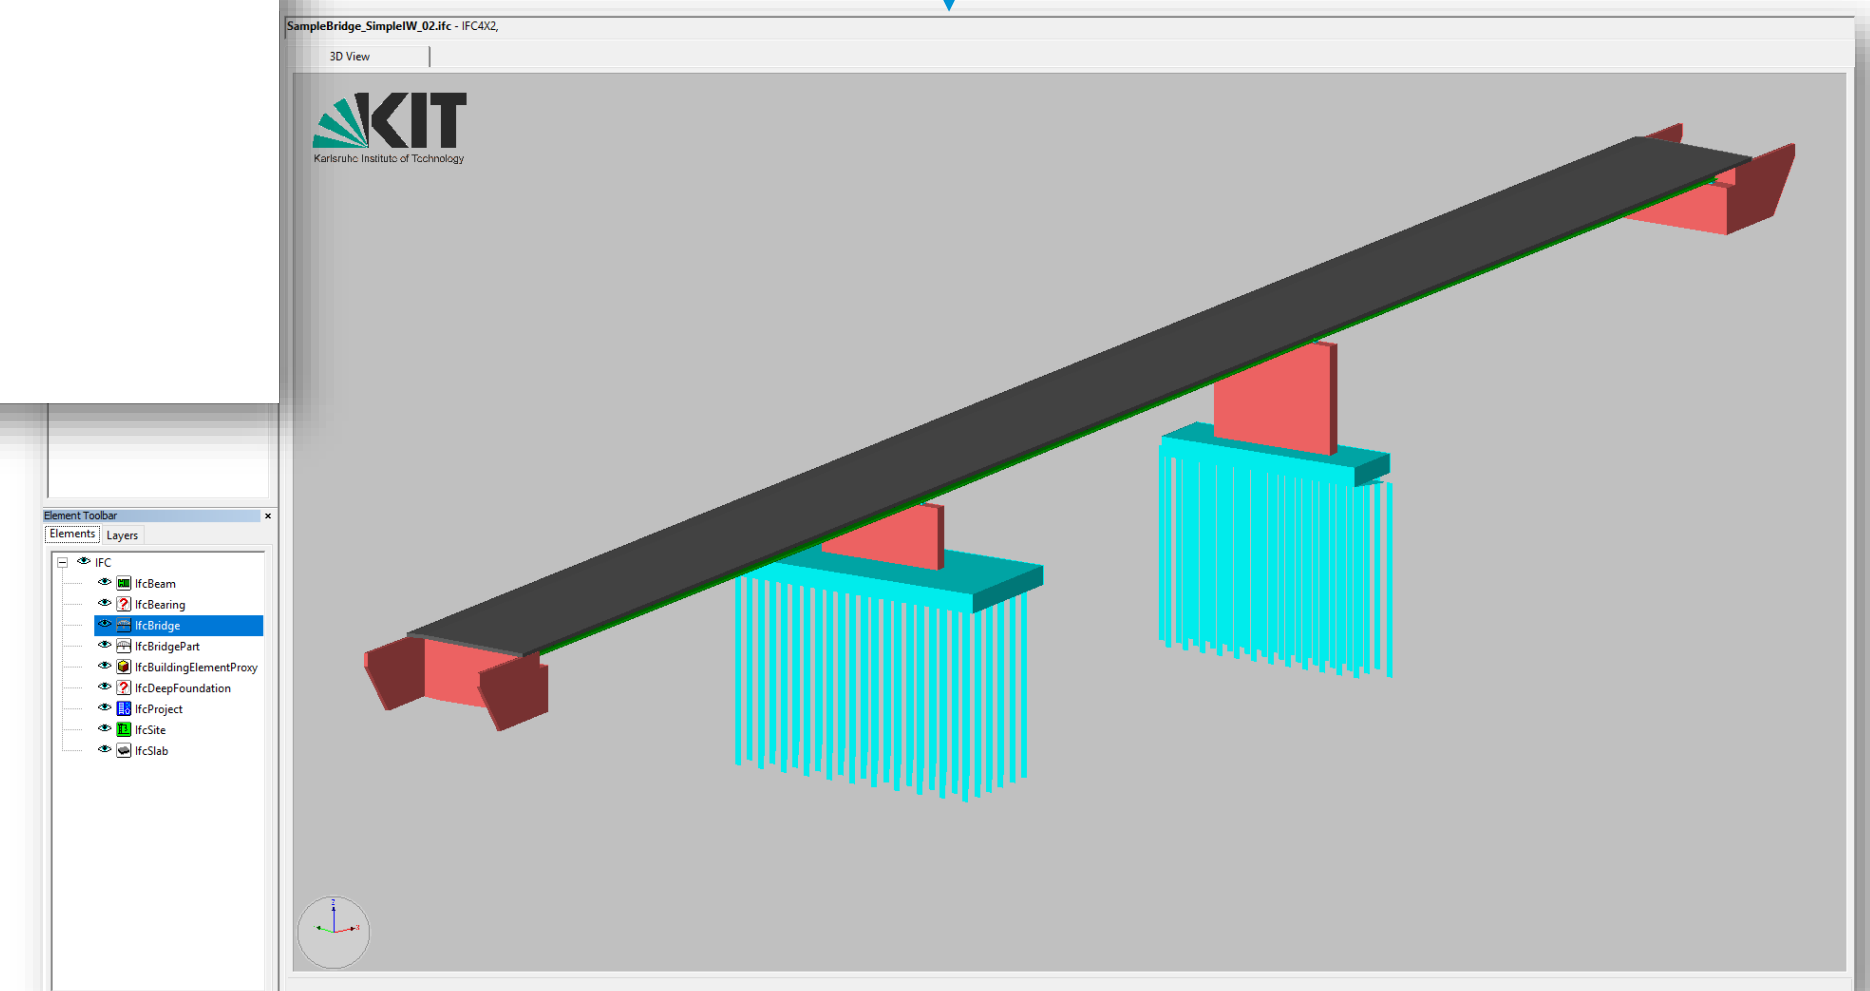 SampleBridge_SimpleIW_02.ifc - IFC4X2,
3D View
KIT
Karlsruhe Institute of Technology
Element Toolbar
Elements
Layers
IFC
IfcBeam
IfcBearing
IfcBridge
IfcBridgePart
IfcBuildingElementProxy
IfcDeepFoundation
IfcProject
IfcSite
IfcSlab
Z